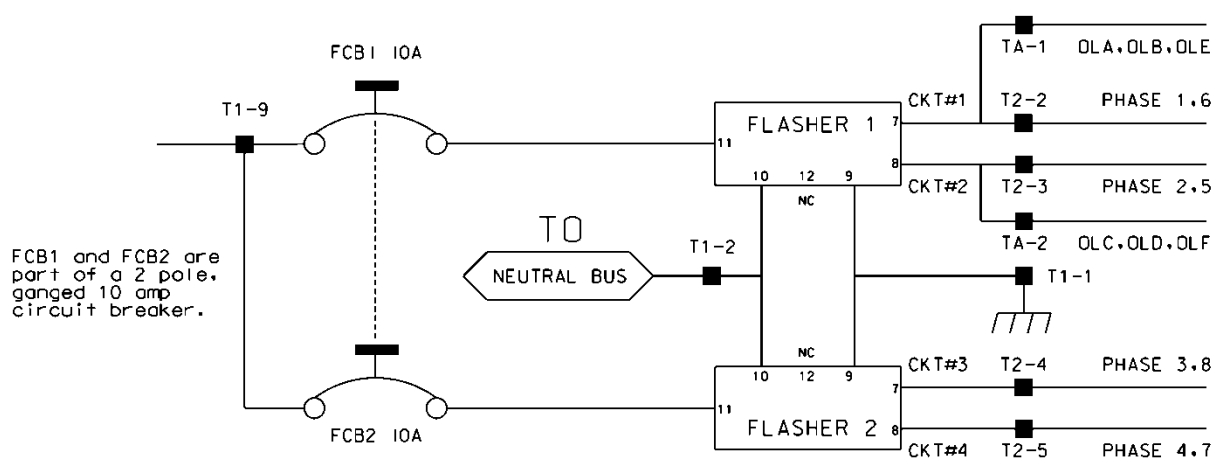 FCB1 10A
T1-9
FCB1 and FCB2 are
part of a 2 pole,
ganged 10 amp
circuit breaker.
FCB2 10A
TO
NEUTRAL BUS
T1-2
FLASHER 1
11
10 12 9
NC
7
8
CKT#1
CKT#2
TA-1 OLA,OLB,OLE
T2-2 PHASE 1,6
T2-3 PHASE 2,5
TA-2 OLC,OLD,OLF
T1-1
NC
10 12 9
11
FLASHER 2
7
8
CKT#3 T2-4 PHASE 3,8
CKT#4 T2-5 PHASE 4,7